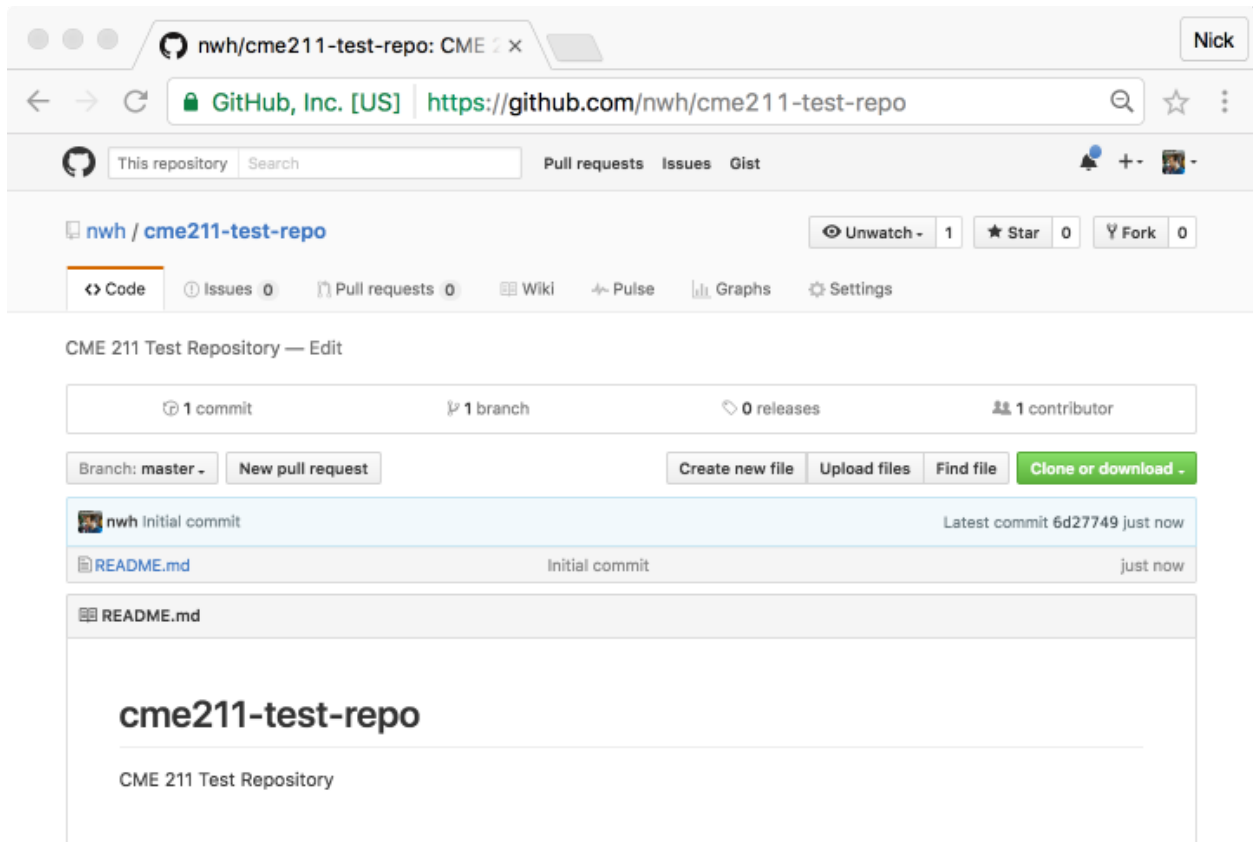 nwh/cme211-test-repo: CME 2 ×
Nick
GitHub, Inc. [US] https://github.com/nwh/cme211-test-repo
This repository Search Pull requests Issues Gist
nwh / cme211-test-repo Unwatch 1 Star 0 Fork 0
Code Issues 0 Pull requests 0 Wiki Pulse Graphs Settings
CME 211 Test Repository — Edit
1 commit 1 branch 0 releases 1 contributor
Branch: master New pull request Create new file Upload files Find file Clone or download
nwh Initial commit Latest commit 6d27749 just now
README.md Initial commit just now
README.md
cme211-test-repo
CME 211 Test Repository